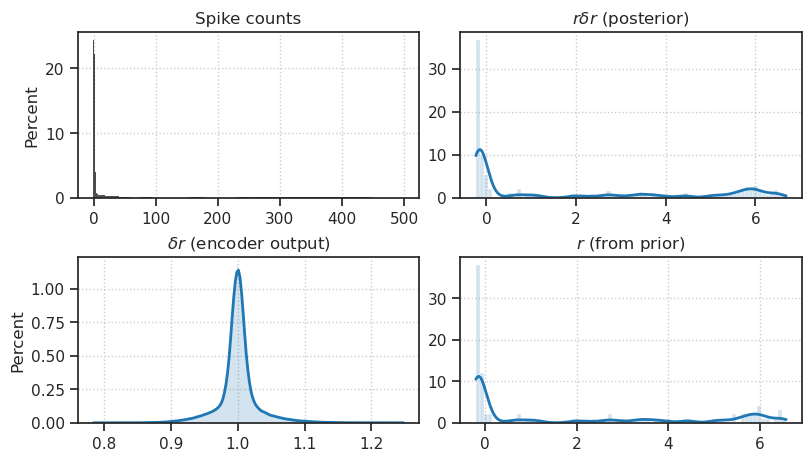 Spike counts
Percent
20
10
0
0 100 200 300 400 500
rδr (posterior)
30
20
10
0
0 2 4 6
δr (encoder output)
Percent
1.00
0.75
0.50
0.25
0.00
0.8 0.9 1.0 1.1 1.2
r (from prior)
30
20
10
0
0 2 4 6